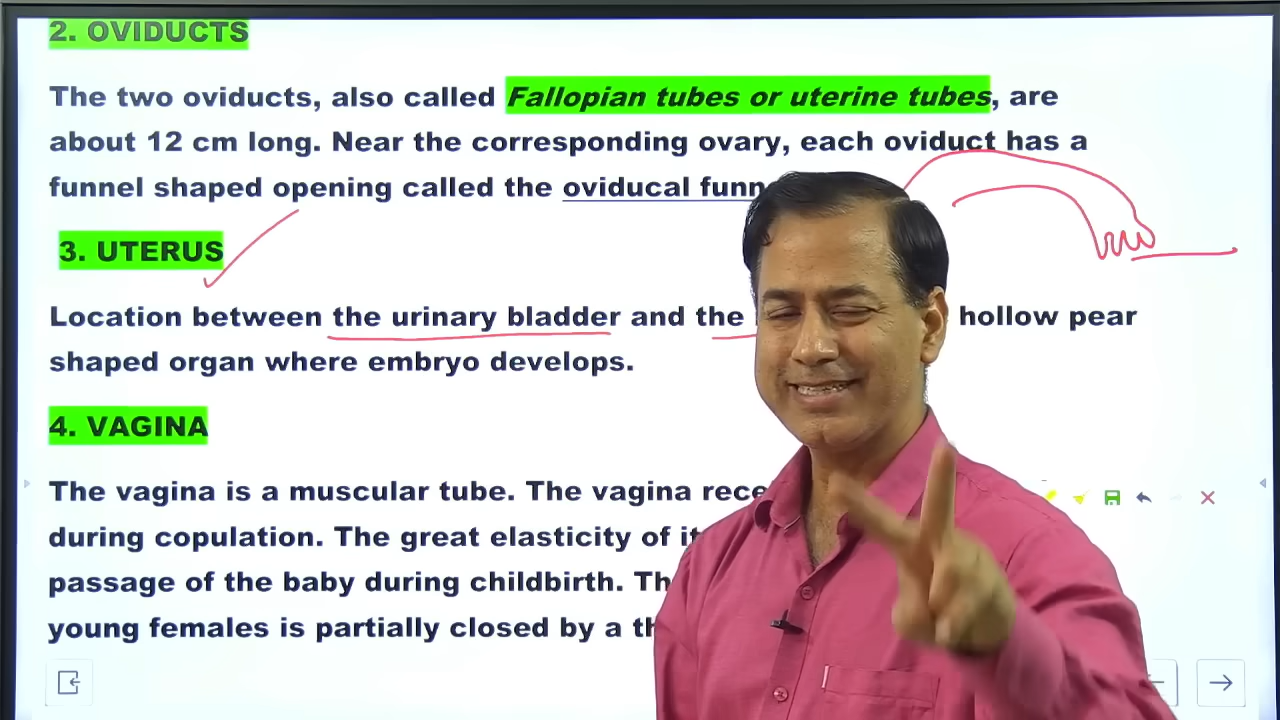 2. OVIDUCTS
The two oviducts, also called Fallopian tubes or uterine tubes, are
about 12 cm long. Near the corresponding ovary, each oviduct has a
funnel shaped opening called the oviducal
3. UTERUS
Location between the urinary bladder and the hollow pear
shaped organ where embryo develops.
4. VAGINA
The vagina is a muscular tube. The vagina
during copulation. The great elasticity of
passage of the baby during childbirth.
young females is partially closed by a